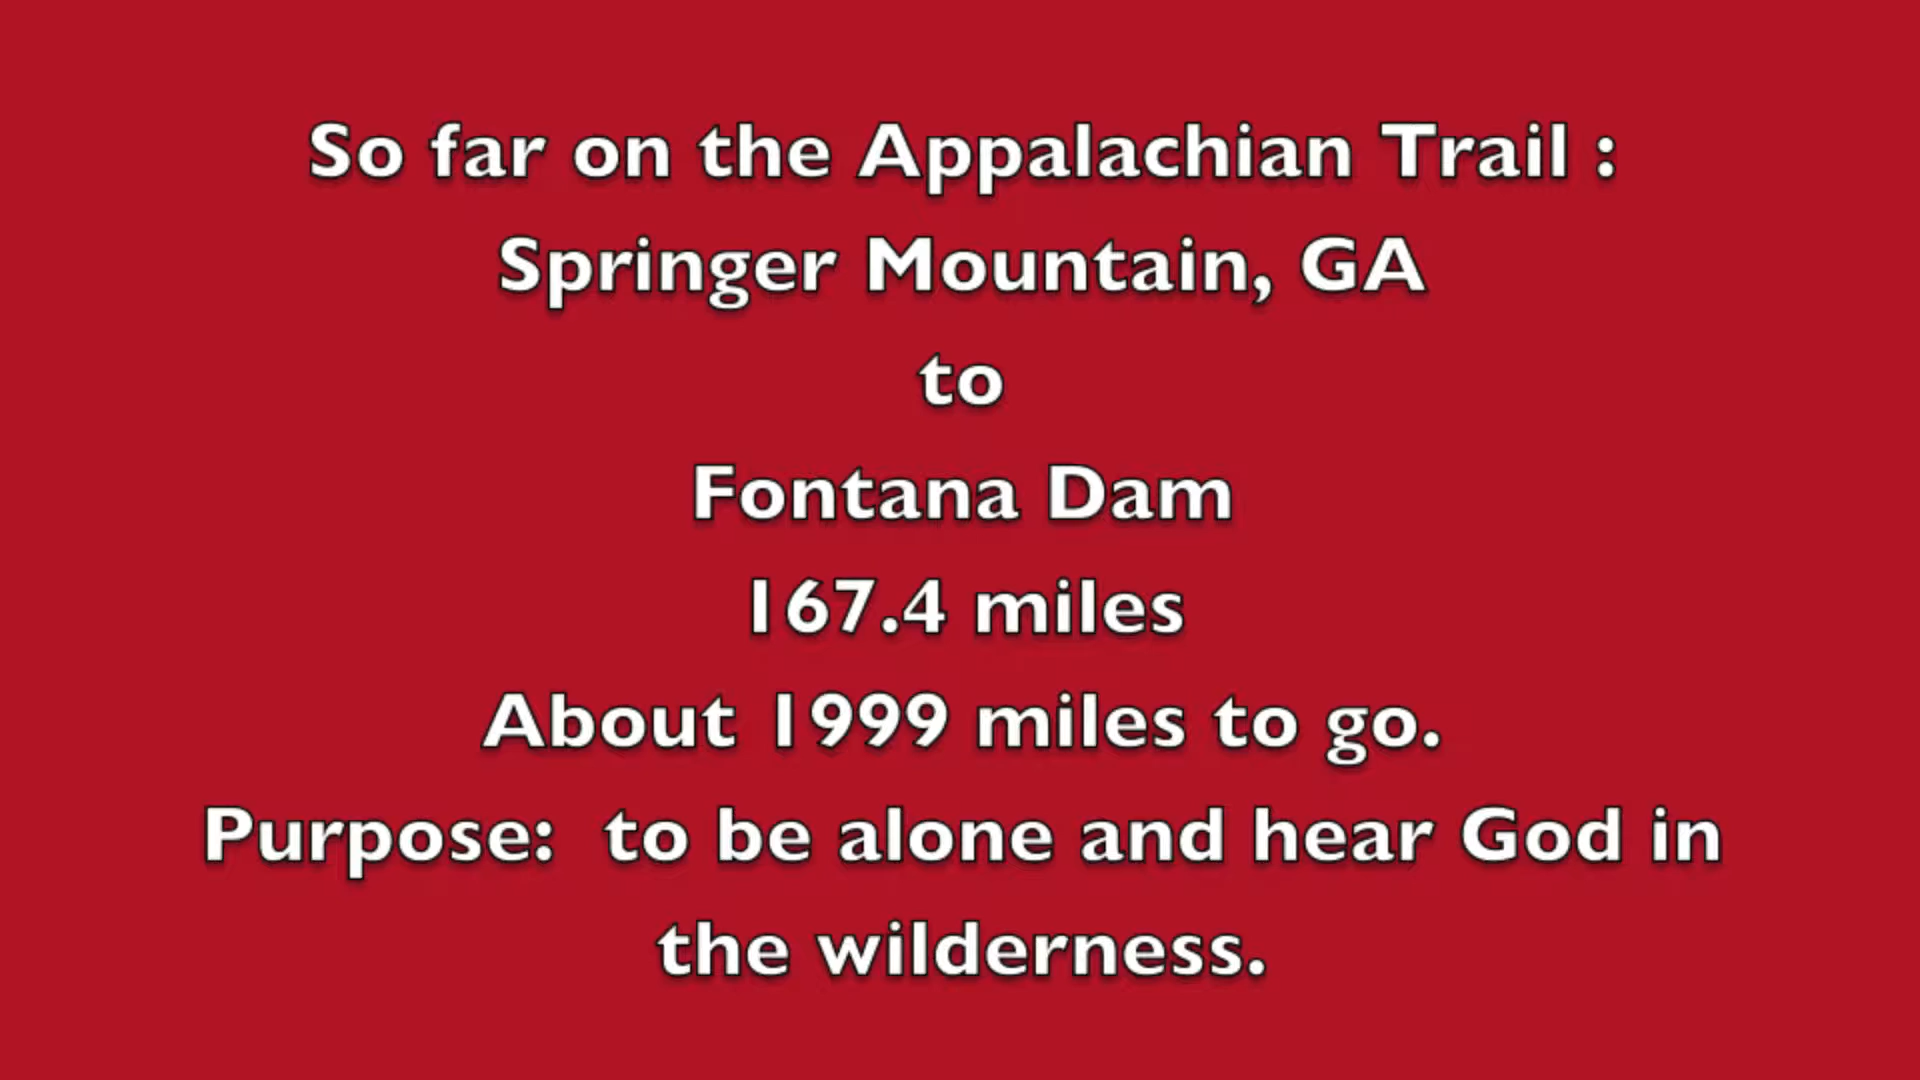 So far on the Appalachian Trail :
Springer Mountain, GA
to
Fontana Dam
167.4 miles
About 1999 miles to go.
Purpose:  to be alone and hear God in
the wilderness.